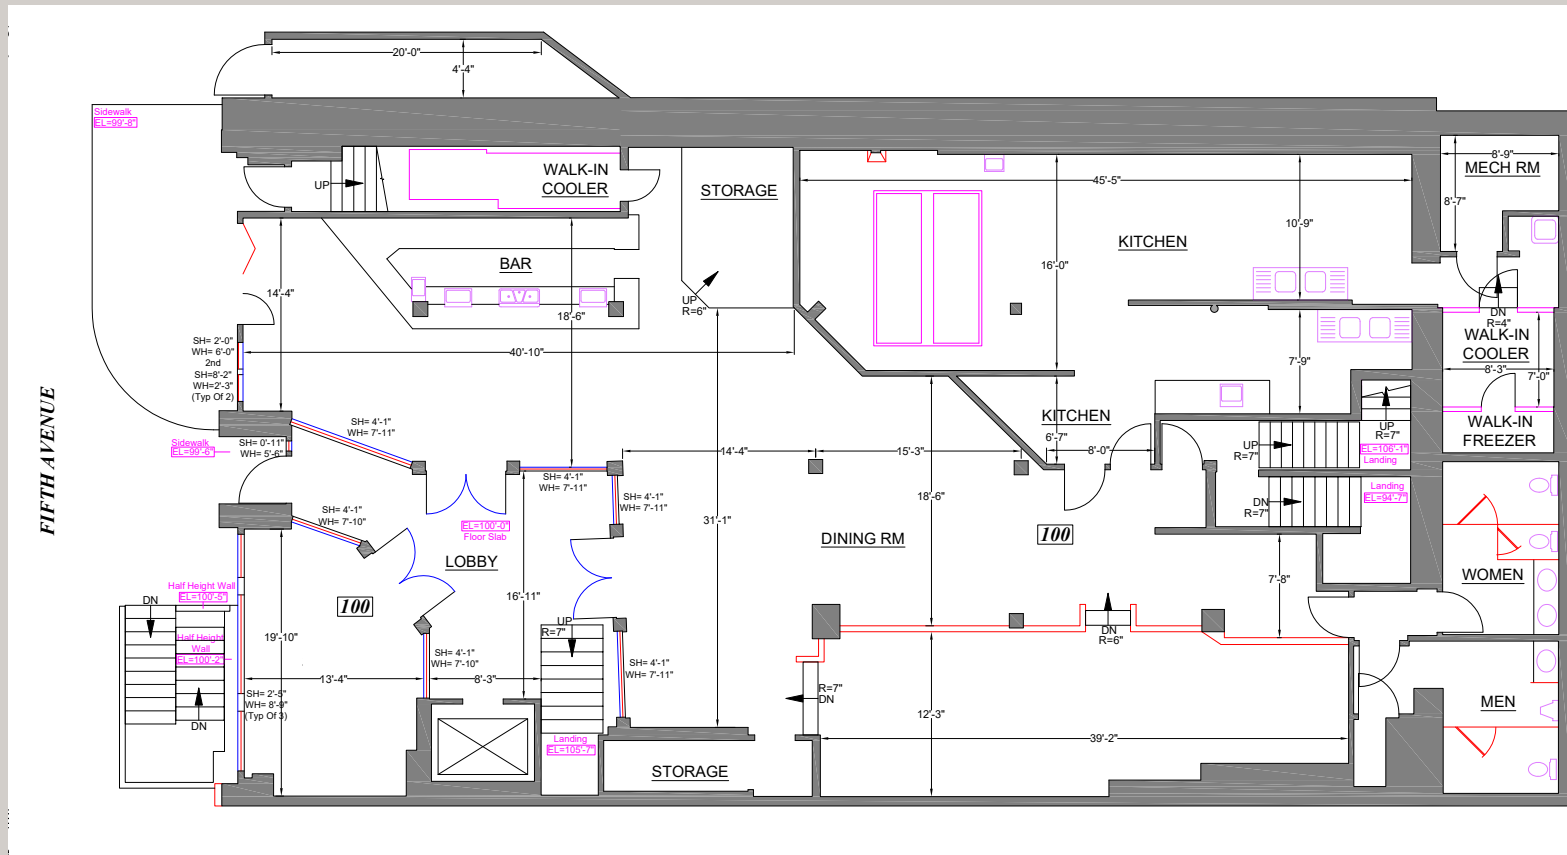 20'-0"
4'-4"
Sidewalk
EL=99'-8"
WALK-IN
COOLER
UP
STORAGE
45'-5"
8'-9"
MECH RM
8'-7"
10'-9"
KITCHEN
16'-0"
BAR
14'-4"
18'-6"
UP
R=6"
DN
R=4"
WALK-IN
COOLER
8'-3"
7'-0"
SH= 2'-0"
WH= 6'-0"
2nd
SH=8'-2"
WH=2'-3"
(Typ Of 2)
40'-10"
7'-9"
FIFTH AVENUE
KITCHEN
6'-7"
8'-0"
UP
R=7"
WALK-IN
FREEZER
SH= 4'-1"
WH= 7'-11"
Sidewalk
EL=99'-6"
SH= 0'-11"
WH= 5'-6"
14'-4"
15'-3"
UP
R=7"
EL=106'-1"
Landing
SH= 4'-1"
WH= 7'-11"
SH= 4'-1"
WH= 7'-11"
18'-6"
Landing
EL=94'-7"
DN
R=7"
SH= 4'-1"
WH= 7'-10"
EL=100'-0"
Floor Slab
31'-1"
DINING RM
100
LOBBY
WOMEN
7'-8"
Half Height Wall
EL=100'-5"
DN
100
16'-11"
UP
R=7"
DN
R=6"
Half Height
Wall
EL=100'-2"
19'-10"
SH= 4'-1"
WH= 7'-10"
SH= 4'-1"
WH= 7'-11"
13'-4"
8'-3"
R=7"
DN
SH= 2'-5"
WH= 8'-9"
(Typ Of 3)
DN
12'-3"
MEN
Landing
EL=105'-7"
39'-2"
STORAGE